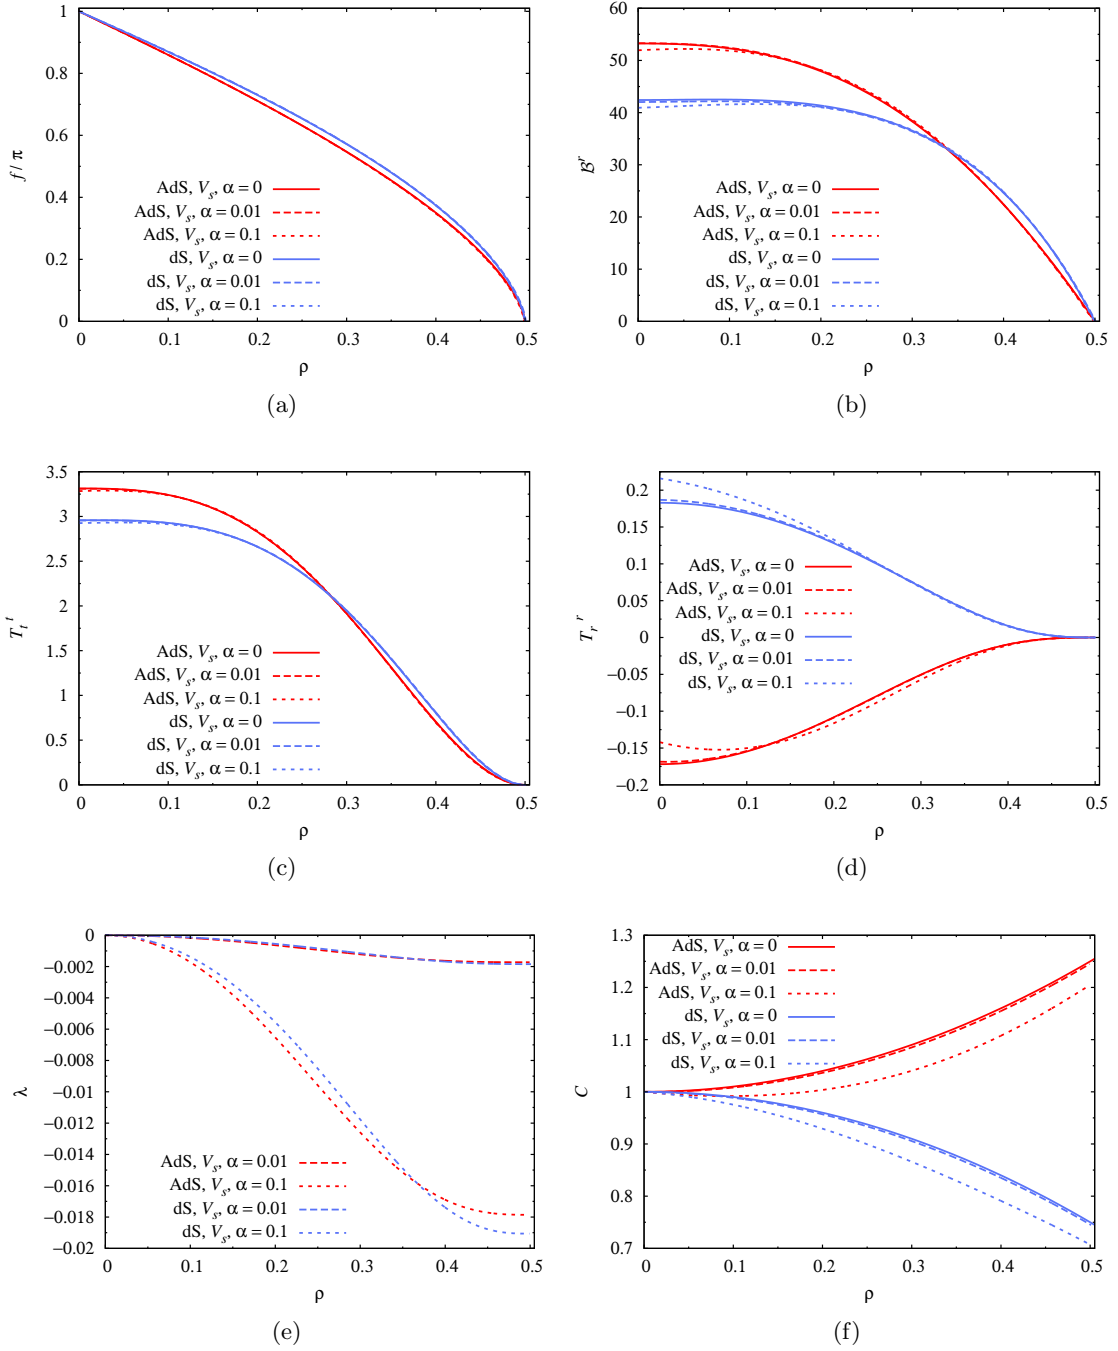 1
0.8
0.6
0.4
0.2
0
f / π
AdS, V_s, α = 0
AdS, V_s, α = 0.01
AdS, V_s, α = 0.1
dS, V_s, α = 0
dS, V_s, α = 0.01
dS, V_s, α = 0.1
0 0.1 0.2 0.3 0.4 0.5
ρ
(a)
60
50
40
30
20
10
0
ℬ^r
AdS, V_s, α = 0
AdS, V_s, α = 0.01
AdS, V_s, α = 0.1
dS, V_s, α = 0
dS, V_s, α = 0.01
dS, V_s, α = 0.1
0 0.1 0.2 0.3 0.4 0.5
ρ
(b)
3.5
3
2.5
2
1.5
1
0.5
0
T_t^t
AdS, V_s, α = 0
AdS, V_s, α = 0.01
AdS, V_s, α = 0.1
dS, V_s, α = 0
dS, V_s, α = 0.01
dS, V_s, α = 0.1
0 0.1 0.2 0.3 0.4 0.5
ρ
(c)
0.2
0.15
0.1
0.05
0
−0.05
−0.1
−0.15
−0.2
T_r^r
AdS, V_s, α = 0
AdS, V_s, α = 0.01
AdS, V_s, α = 0.1
dS, V_s, α = 0
dS, V_s, α = 0.01
dS, V_s, α = 0.1
0 0.1 0.2 0.3 0.4 0.5
ρ
(d)
0
−0.002
−0.004
−0.006
−0.008
−0.01
−0.012
−0.014
−0.016
−0.018
−0.02
λ
AdS, V_s, α = 0.01
AdS, V_s, α = 0.1
dS, V_s, α = 0.01
dS, V_s, α = 0.1
0 0.1 0.2 0.3 0.4 0.5
ρ
(e)
1.3
1.2
1.1
1
0.9
0.8
0.7
C
AdS, V_s, α = 0
AdS, V_s, α = 0.01
AdS, V_s, α = 0.1
dS, V_s, α = 0
dS, V_s, α = 0.01
dS, V_s, α = 0.1
0 0.1 0.2 0.3 0.4 0.5
ρ
(f)